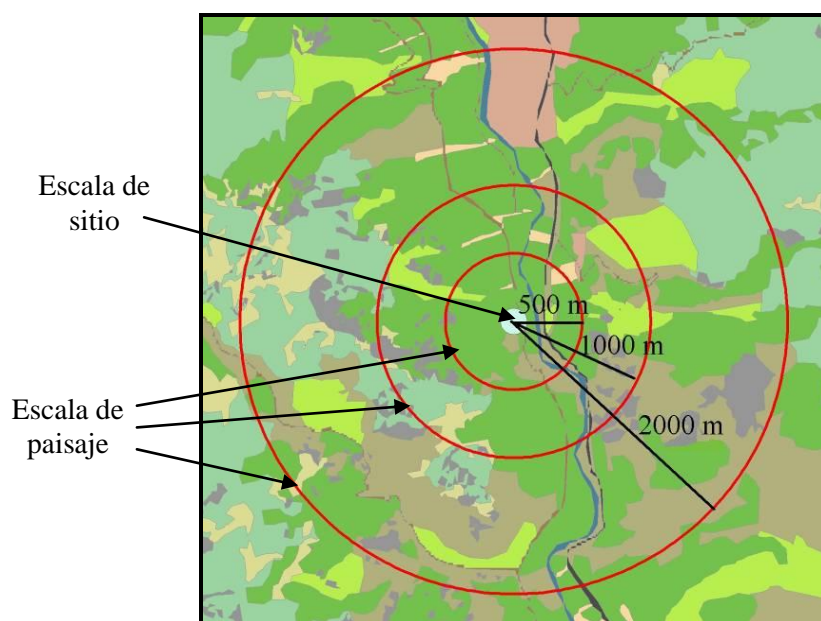 Escala de
sitio
500 m
1000 m
Escala de
paisaje
2000 m